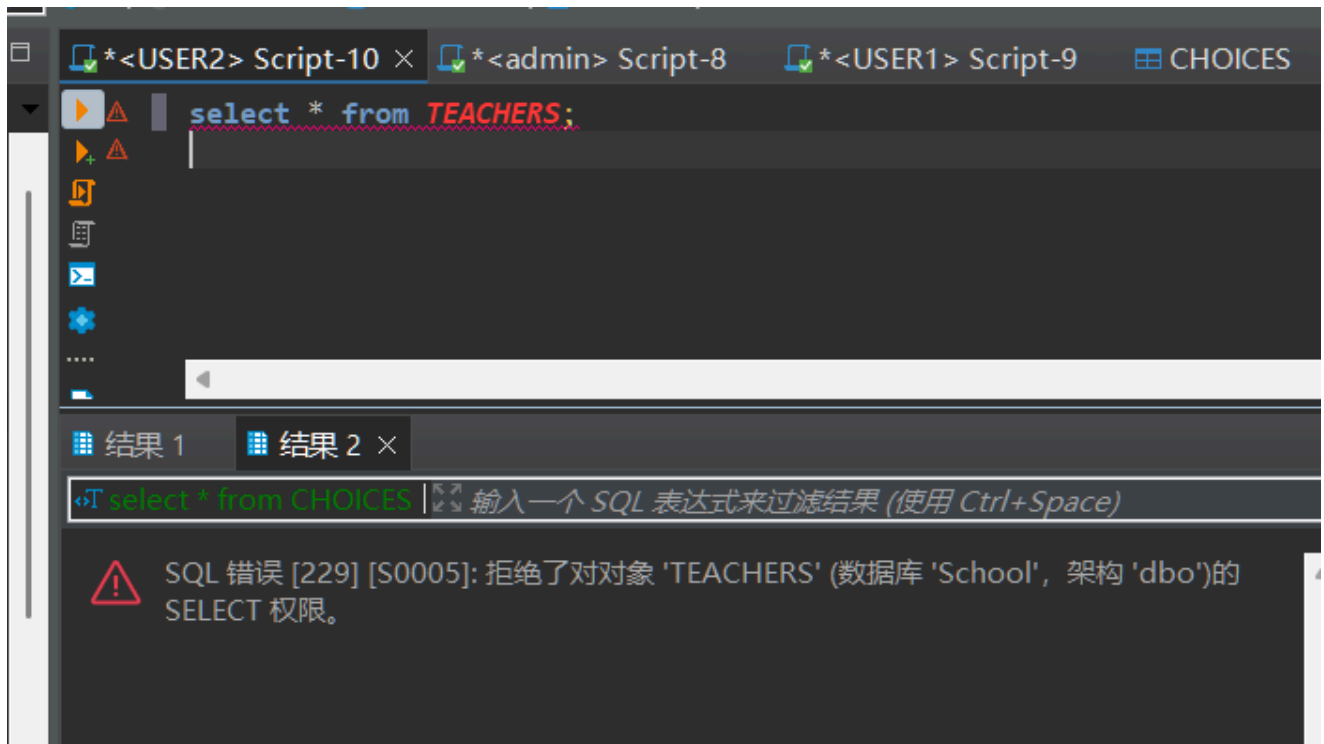 *<USER2> Script-10
*<admin> Script-8
*<USER1> Script-9
CHOICES
select * from TEACHERS;
结果 1
结果 2
select * from CHOICES
输入一个 SQL 表达式来过滤结果 (使用 Ctrl+Space)
SQL 错误 [229] [S0005]: 拒绝了对对象 'TEACHERS' (数据库 'School'，架构 'dbo')的
SELECT 权限。